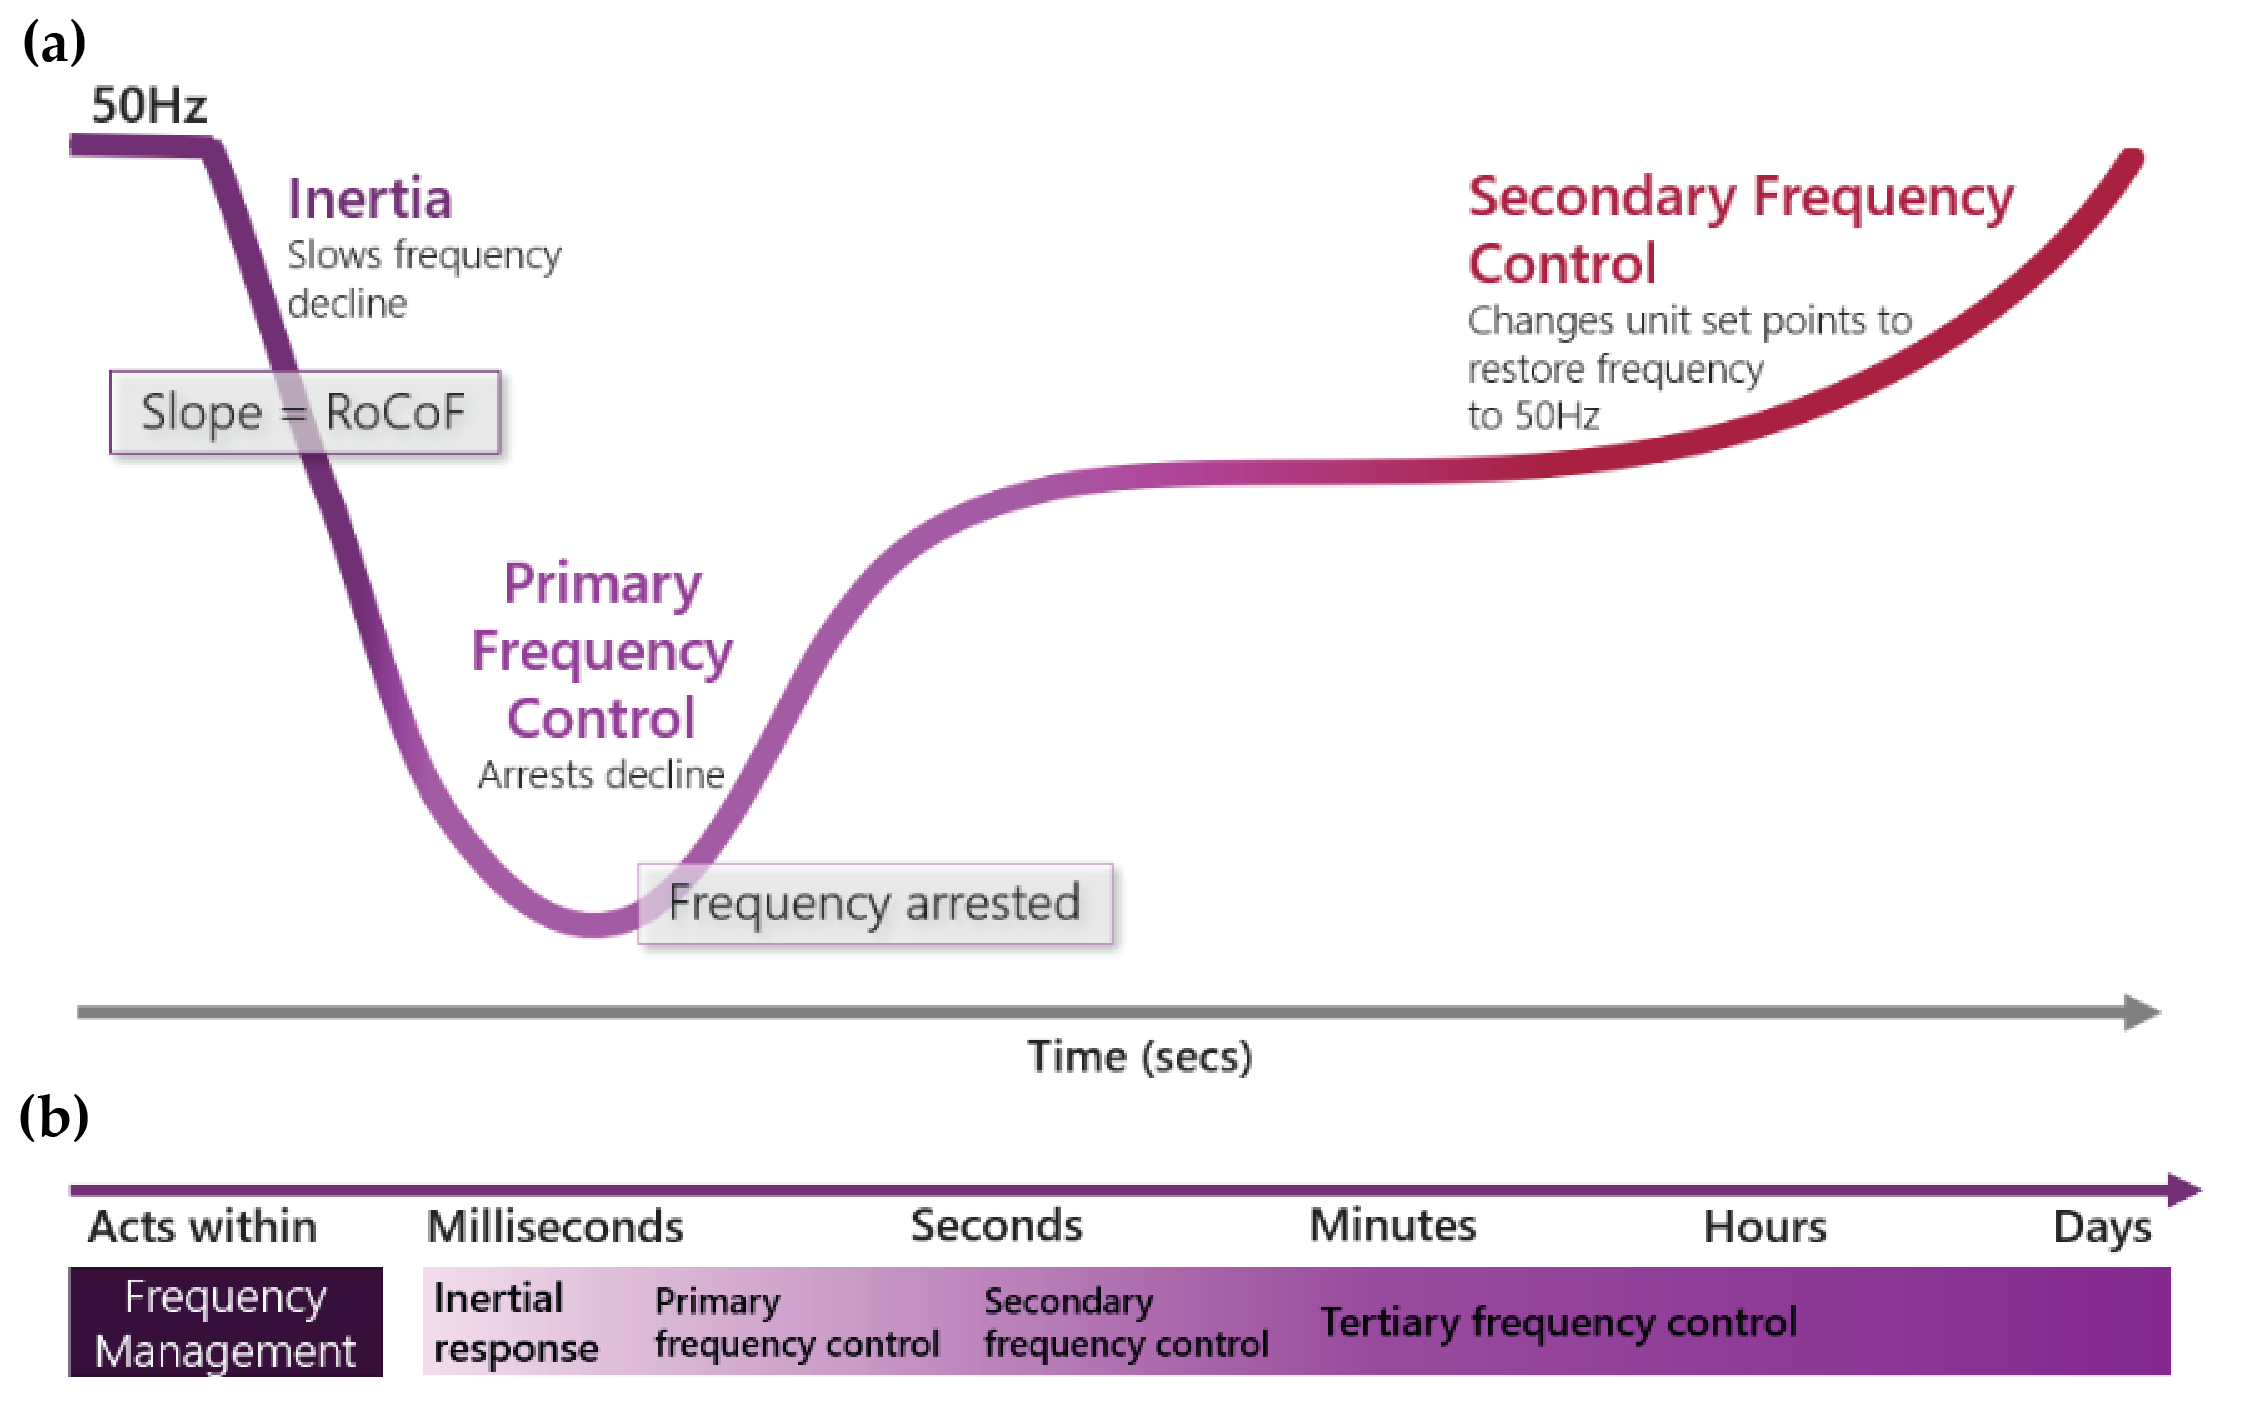 (a)
50Hz
Inertia
Slows frequency
decline
Slope = RoCoF
Primary
Frequency
Control
Arrests decline
Frequency arrested
Secondary Frequency
Control
Changes unit set points to
restore frequency
to 50Hz
Time (secs)
(b)
Acts within Milliseconds Seconds Minutes Hours Days
Frequency
Management
Inertial
response
Primary
frequency control
Secondary
frequency control
Tertiary frequency control